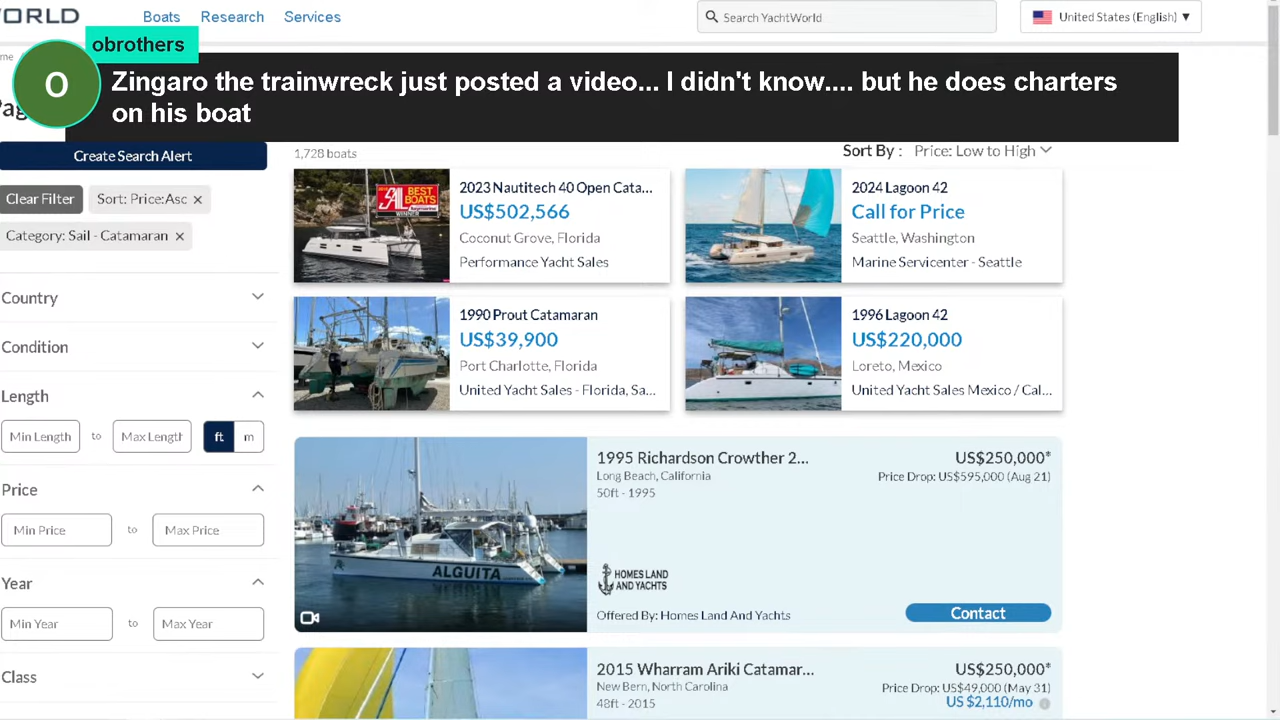 ORLD
Boats
Research
Services
Search YachtWorld
United States (English) ▼
obrothers
O
Zingaro the trainwreck just posted a video... I didn't know.... but he does charters
on his boat
Create Search Alert
1,728 boats
Sort By : Price: Low to High
Clear Filter
Sort: Price:Asc ×
Category: Sail - Catamaran ×
Country
Condition
Length
Min Length to Max Length ft m
Price
Min Price to Max Price
Year
Min Year to Max Year
Class
2023 Nautitech 40 Open Cata...
US$502,566
Coconut Grove, Florida
Performance Yacht Sales
SAIL BEST BOATS
WINNER
2024 Lagoon 42
Call for Price
Seattle, Washington
Marine Servicenter - Seattle
1990 Prout Catamaran
US$39,900
Port Charlotte, Florida
United Yacht Sales - Florida, Sa...
1996 Lagoon 42
US$220,000
Loreto, Mexico
United Yacht Sales Mexico / Cal...
1995 Richardson Crowther 2...
US$250,000*
Long Beach, California
Price Drop: US$595,000 (Aug 21)
50ft - 1995
ALGUITA
HOMES LAND
AND YACHTS
Offered By: Homes Land And Yachts
Contact
2015 Wharram Ariki Catamar...
US$250,000*
New Bern, North Carolina
Price Drop: US$49,000 (May 31)
48ft - 2015
US $2,110/mo